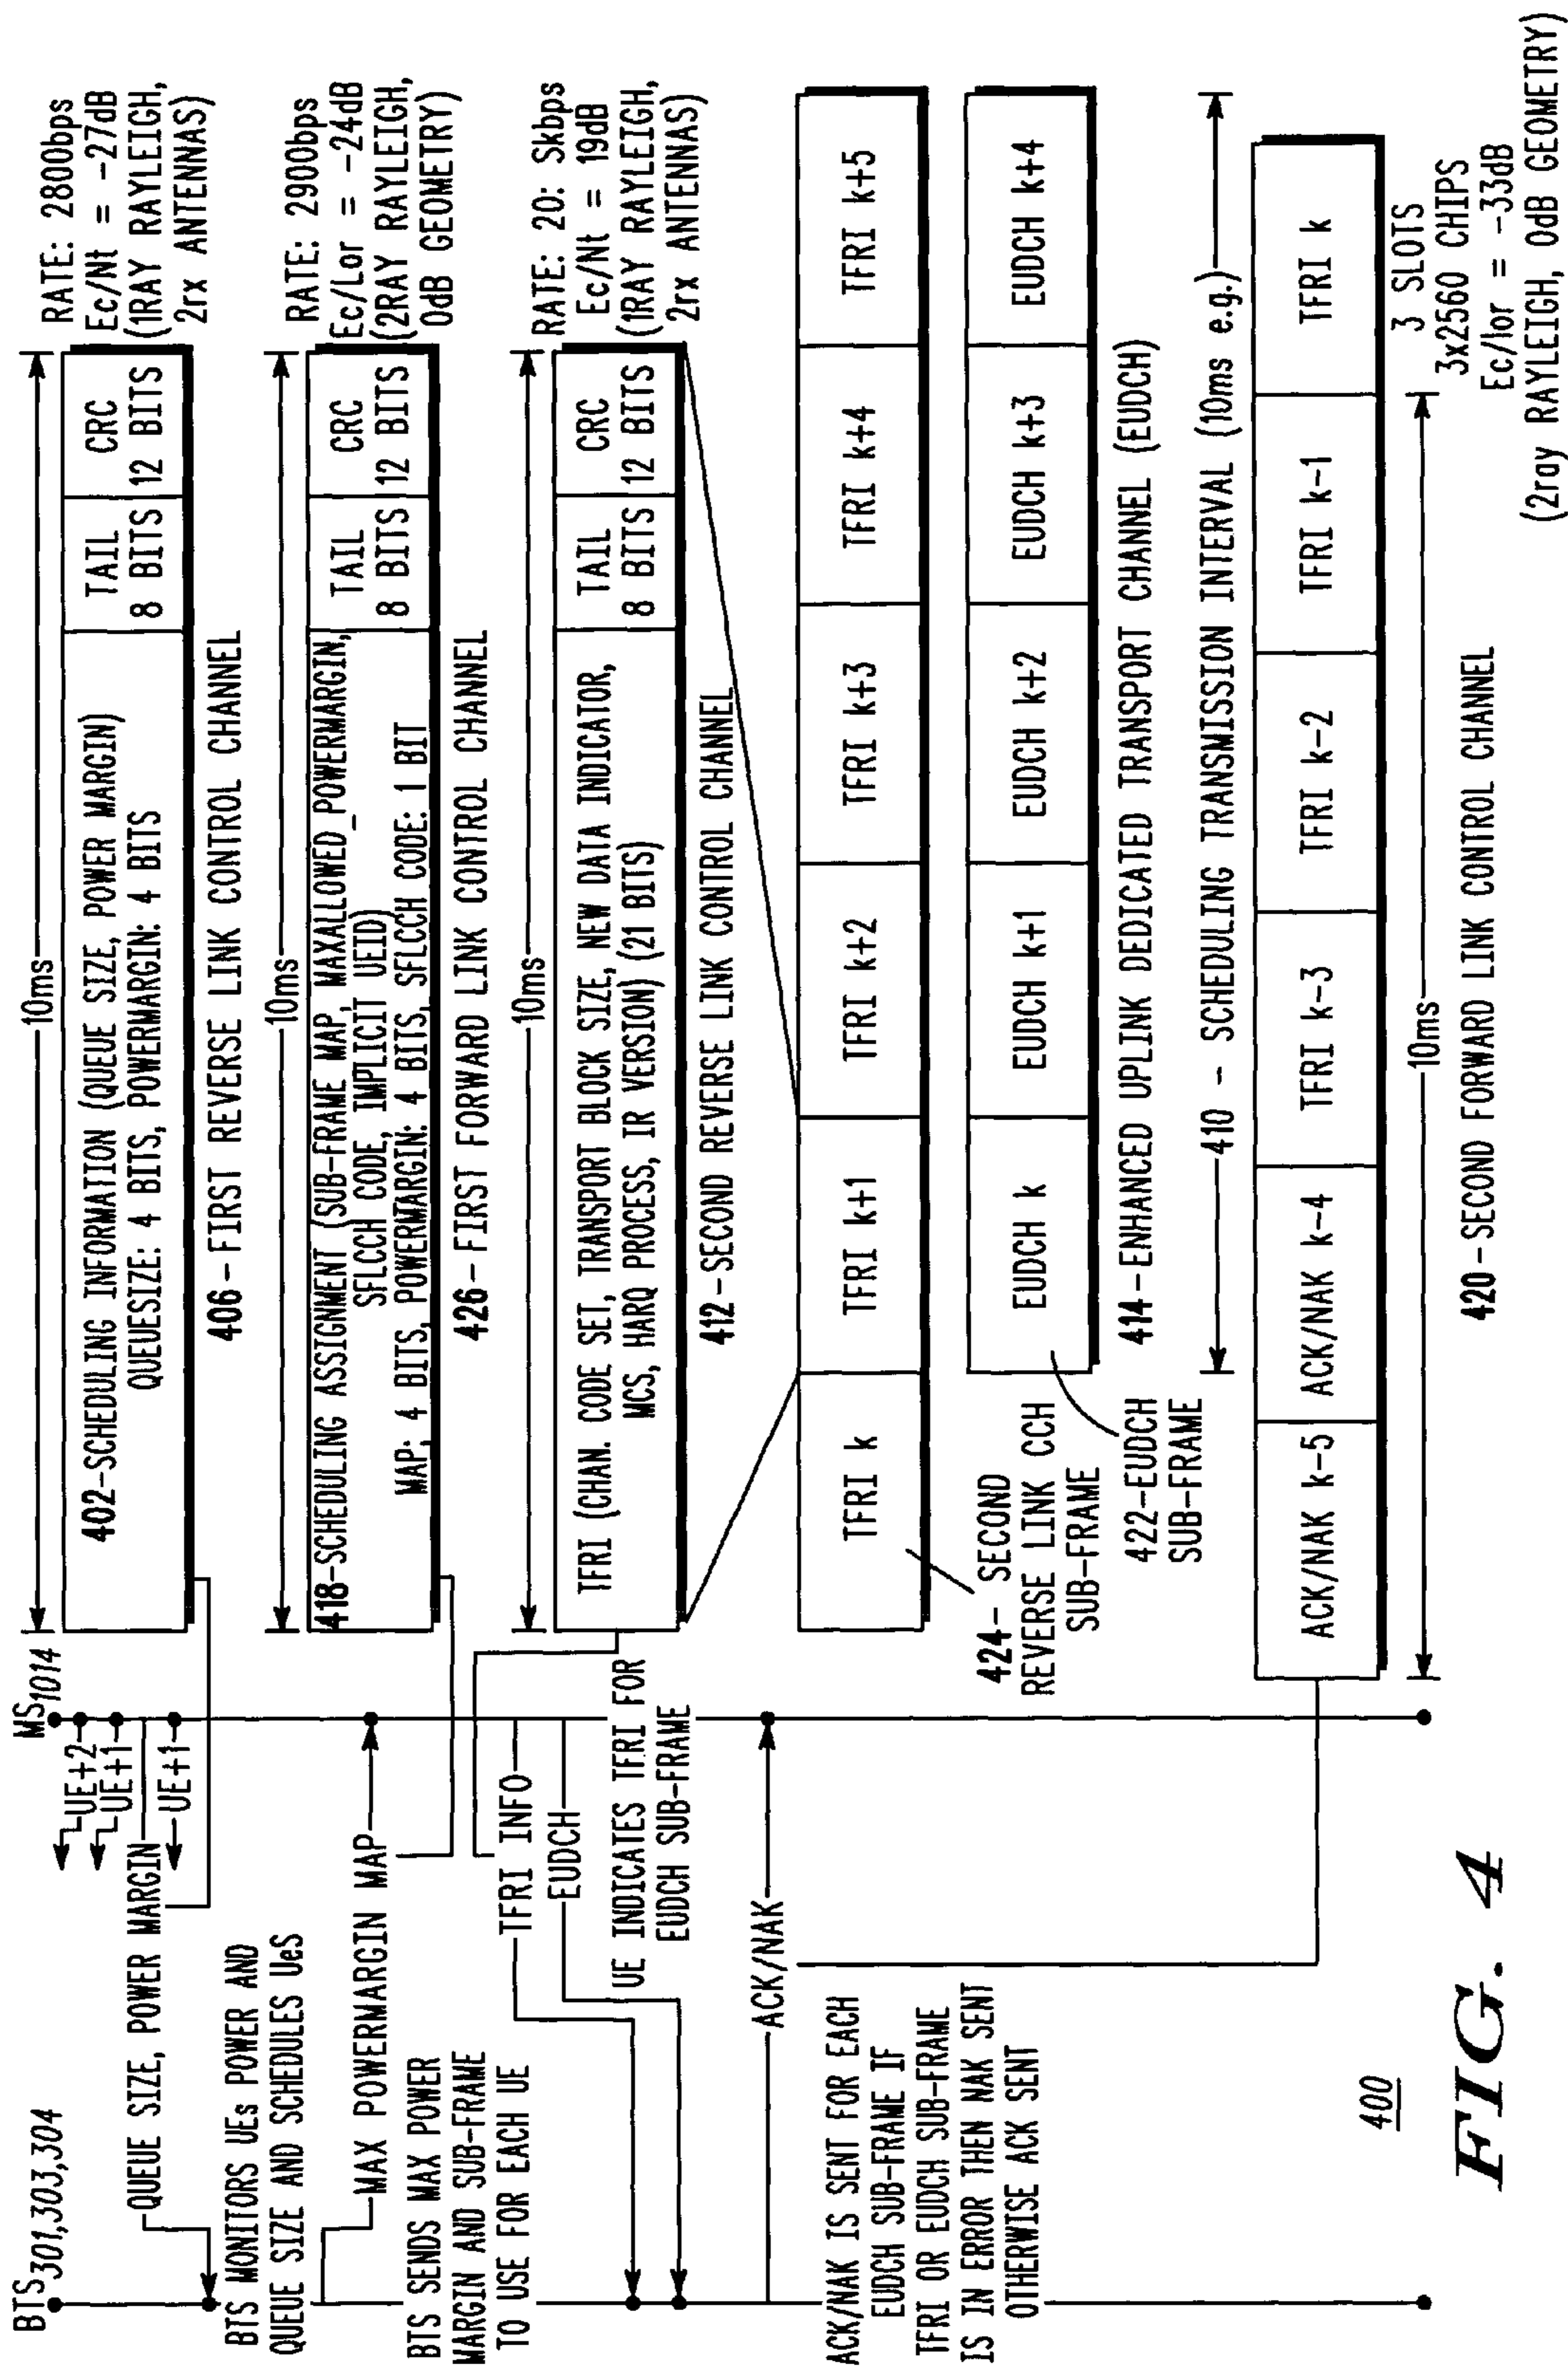 BTS 301,303,304
MS 1014
UE+2
UE+1
UE+1
QUEUE SIZE, POWER MARGIN
BTS MONITORS UEs POWER AND
QUEUE SIZE AND SCHEDULES UeS
MAX POWERMARGIN MAP
BTS SENDS MAX POWER
MARGIN AND SUB-FRAME
TO USE FOR EACH UE
TFRI INFO
EUDCH
UE INDICATES TFRI FOR
EUDCH SUB-FRAME
ACK/NAK
ACK/NAK IS SENT FOR EACH
EUDCH SUB-FRAME IF
TFRI OR EUDCH SUB-FRAME
IS IN ERROR THEN NAK SENT
OTHERWISE ACK SENT
10ms
402-SCHEDULING INFORMATION (QUEUE SIZE, POWER MARGIN)
QUEUESIZE: 4 BITS, POWERMARGIN: 4 BITS
TAIL
8 BITS
CRC
12 BITS
RATE: 2800bps
Ec/Nt = -27dB
(1RAY RAYLEIGH,
2rx ANTENNAS)
406-FIRST REVERSE LINK CONTROL CHANNEL
10ms
418-SCHEDULING ASSIGNMENT (SUB-FRAME MAP, MAXALLOWED_POWERMARGIN,
SFLCCH CODE, IMPLICIT UEID)
MAP: 4 BITS, POWERMARGIN: 4 BITS, SFLCCH CODE: 1 BIT
TAIL
8 BITS
CRC
12 BITS
RATE: 2900bps
Ec/Lor = -24dB
(2RAY RAYLEIGH,
0dB GEOMETRY)
426-FIRST FORWARD LINK CONTROL CHANNEL
10ms
TFRI (CHAN. CODE SET, TRANSPORT BLOCK SIZE, NEW DATA INDICATOR,
MCS, HARQ PROCESS, IR VERSION) (21 BITS)
TAIL
8 BITS
CRC
12 BITS
RATE: 20: Skbps
Ec/Nt = 19dB
(1RAY RAYLEIGH,
2rx ANTENNAS)
412-SECOND REVERSE LINK CONTROL CHANNEL
TFRI k
TFRI k+1
TFRI k+2
TFRI k+3
TFRI k+4
TFRI k+5
424- SECOND
REVERSE LINK CCH
SUB-FRAME
EUDCH k
EUDCH k+1
EUDCH k+2
EUDCH k+3
EUDCH k+4
422-EUDCH
SUB-FRAME
414-ENHANCED UPLINK DEDICATED TRANSPORT CHANNEL (EUDCH)
410 - SCHEDULING TRANSMISSION INTERVAL (10ms e.g.)
ACK/NAK k-5
ACK/NAK k-4
TFRI k-3
TFRI k-2
TFRI k-1
TFRI k
10ms
3 SLOTS
3x2560 CHIPS
Ec/Ior = -33dB
(2ray RAYLEIGH, 0dB GEOMETRY)
420-SECOND FORWARD LINK CONTROL CHANNEL
400
FIG. 4